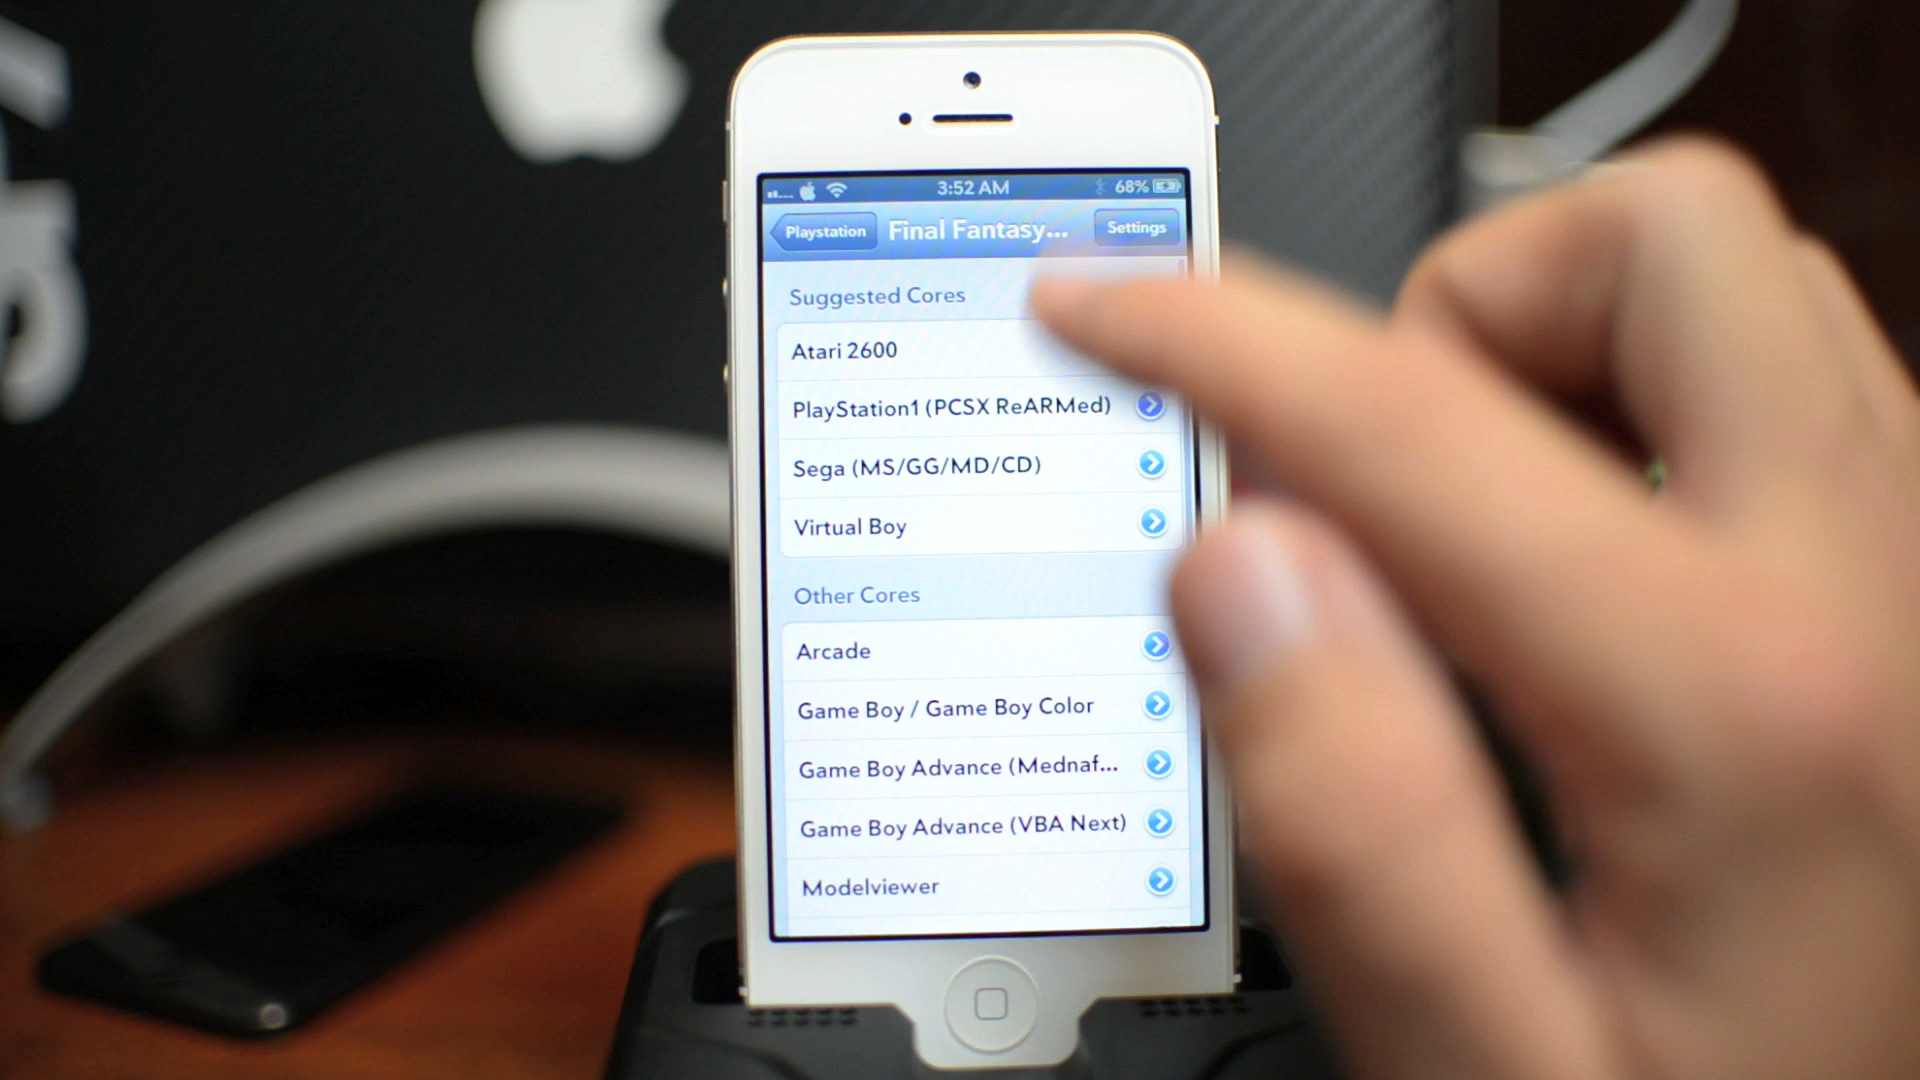 3:52 AM
68%
Playstation
Final Fantasy...
Settings
Suggested Cores
Atari 2600
PlayStation1 (PCSX ReARMed)
Sega (MS/GG/MD/CD)
Virtual Boy
Other Cores
Arcade
Game Boy / Game Boy Color
Game Boy Advance (Mednaf...
Game Boy Advance (VBA Next)
Modelviewer